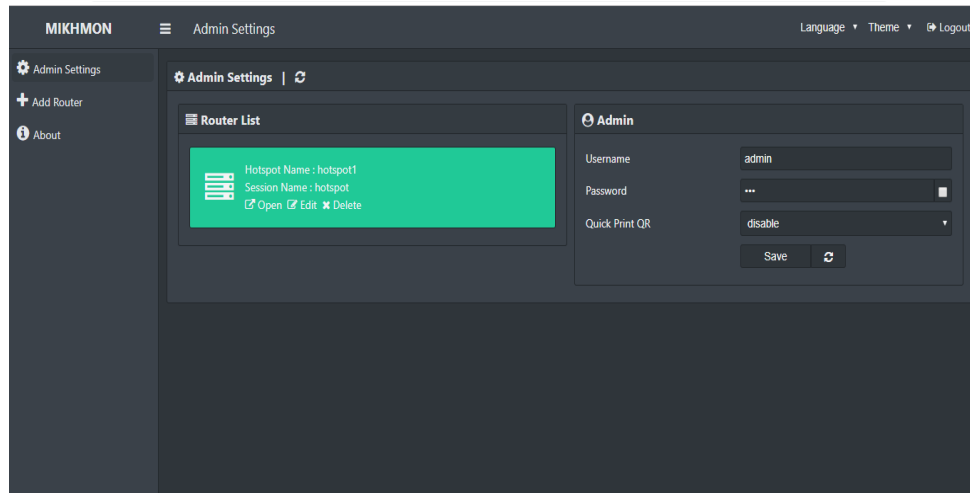 MIKHMON
Admin Settings
Language
Theme
Logout
Admin Settings
Add Router
About
Admin Settings |
Router List
Hotspot Name : hotspot1
Session Name : hotspot
Open Edit Delete
Admin
Username admin
Password •••
Quick Print QR disable
Save